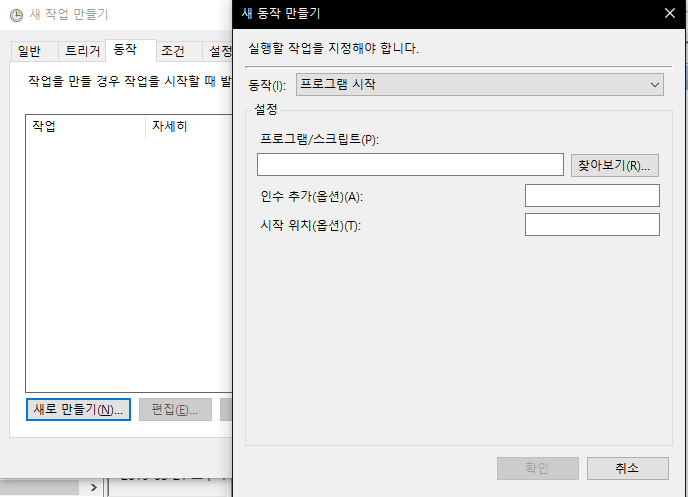 새 작업 만들기
일반
트리거
동작
조건
설정
작업을 만들 경우 작업을 시작할 때 발
작업
자세히
새로 만들기(N)...
편집(E)...
새 동작 만들기
실행할 작업을 지정해야 합니다.
동작(I):
프로그램 시작
설정
프로그램/스크립트(P):
찾아보기(R)...
인수 추가(옵션)(A):
시작 위치(옵션)(T):
확인
취소